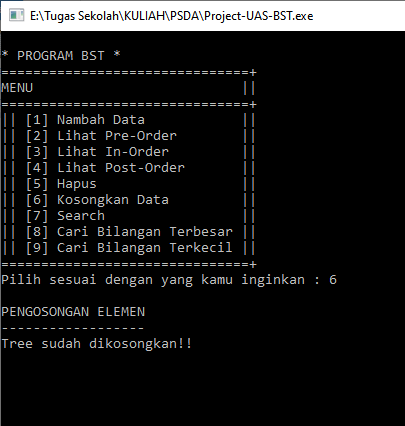 E:\Tugas Sekolah\KULIAH\PSDA\Project-UAS-BST.exe
* PROGRAM BST *
===============================+
MENU                          ||
===============================+
|| [1] Nambah Data            ||
|| [2] Lihat Pre-Order        ||
|| [3] Lihat In-Order         ||
|| [4] Lihat Post-Order       ||
|| [5] Hapus                  ||
|| [6] Kosongkan Data         ||
|| [7] Search                 ||
|| [8] Cari Bilangan Terbesar ||
|| [9] Cari Bilangan Terkecil ||
===============================+
Pilih sesuai dengan yang kamu inginkan : 6
PENGOSONGAN ELEMEN
------------------
Tree sudah dikosongkan!!